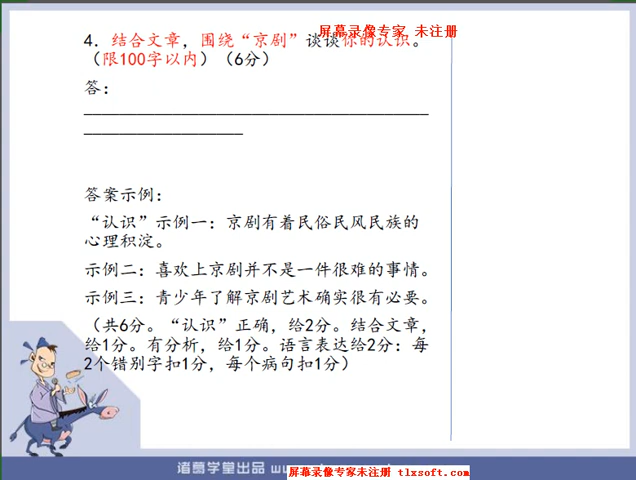 屏幕录像专家 未注册
4．结合文章，围绕“京剧”谈谈你的认识。
（限100字以内）（6分）
答：
答案示例：
“认识”示例一：京剧有着民俗民风民族的
心理积淀。
示例二：喜欢上京剧并不是一件很难的事情。
示例三：青少年了解京剧艺术确实很有必要。
（共6分。“认识”正确，给2分。结合文章，
给1分。有分析，给1分。语言表达给2分：每
2个错别字扣1分，每个病句扣1分）
诸葛学堂出品
屏幕录像专家未注册 tlxsoft.com